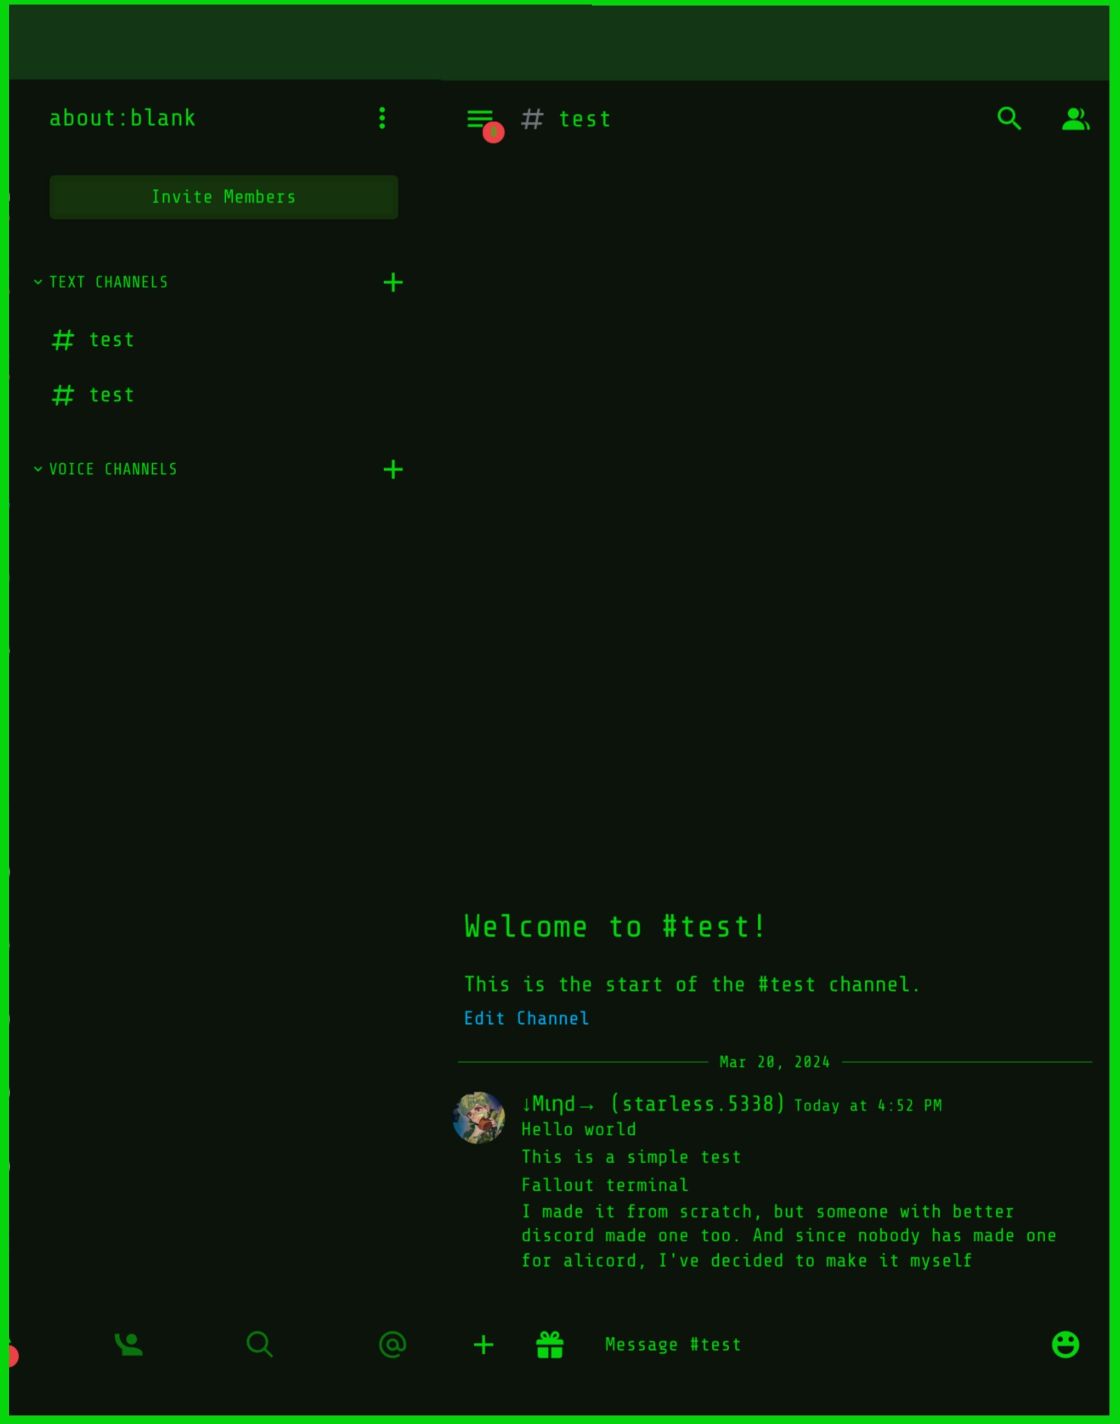 about:blank
Invite Members
TEXT CHANNELS
# test
# test
VOICE CHANNELS
# test
Welcome to #test!
This is the start of the #test channel.
Edit Channel
Mar 20, 2024
↓Mιηd→ (starless.5338) Today at 4:52 PM
Hello world
This is a simple test
Fallout terminal
I made it from scratch, but someone with better
discord made one too. And since nobody has made one
for alicord, I've decided to make it myself
Message #test